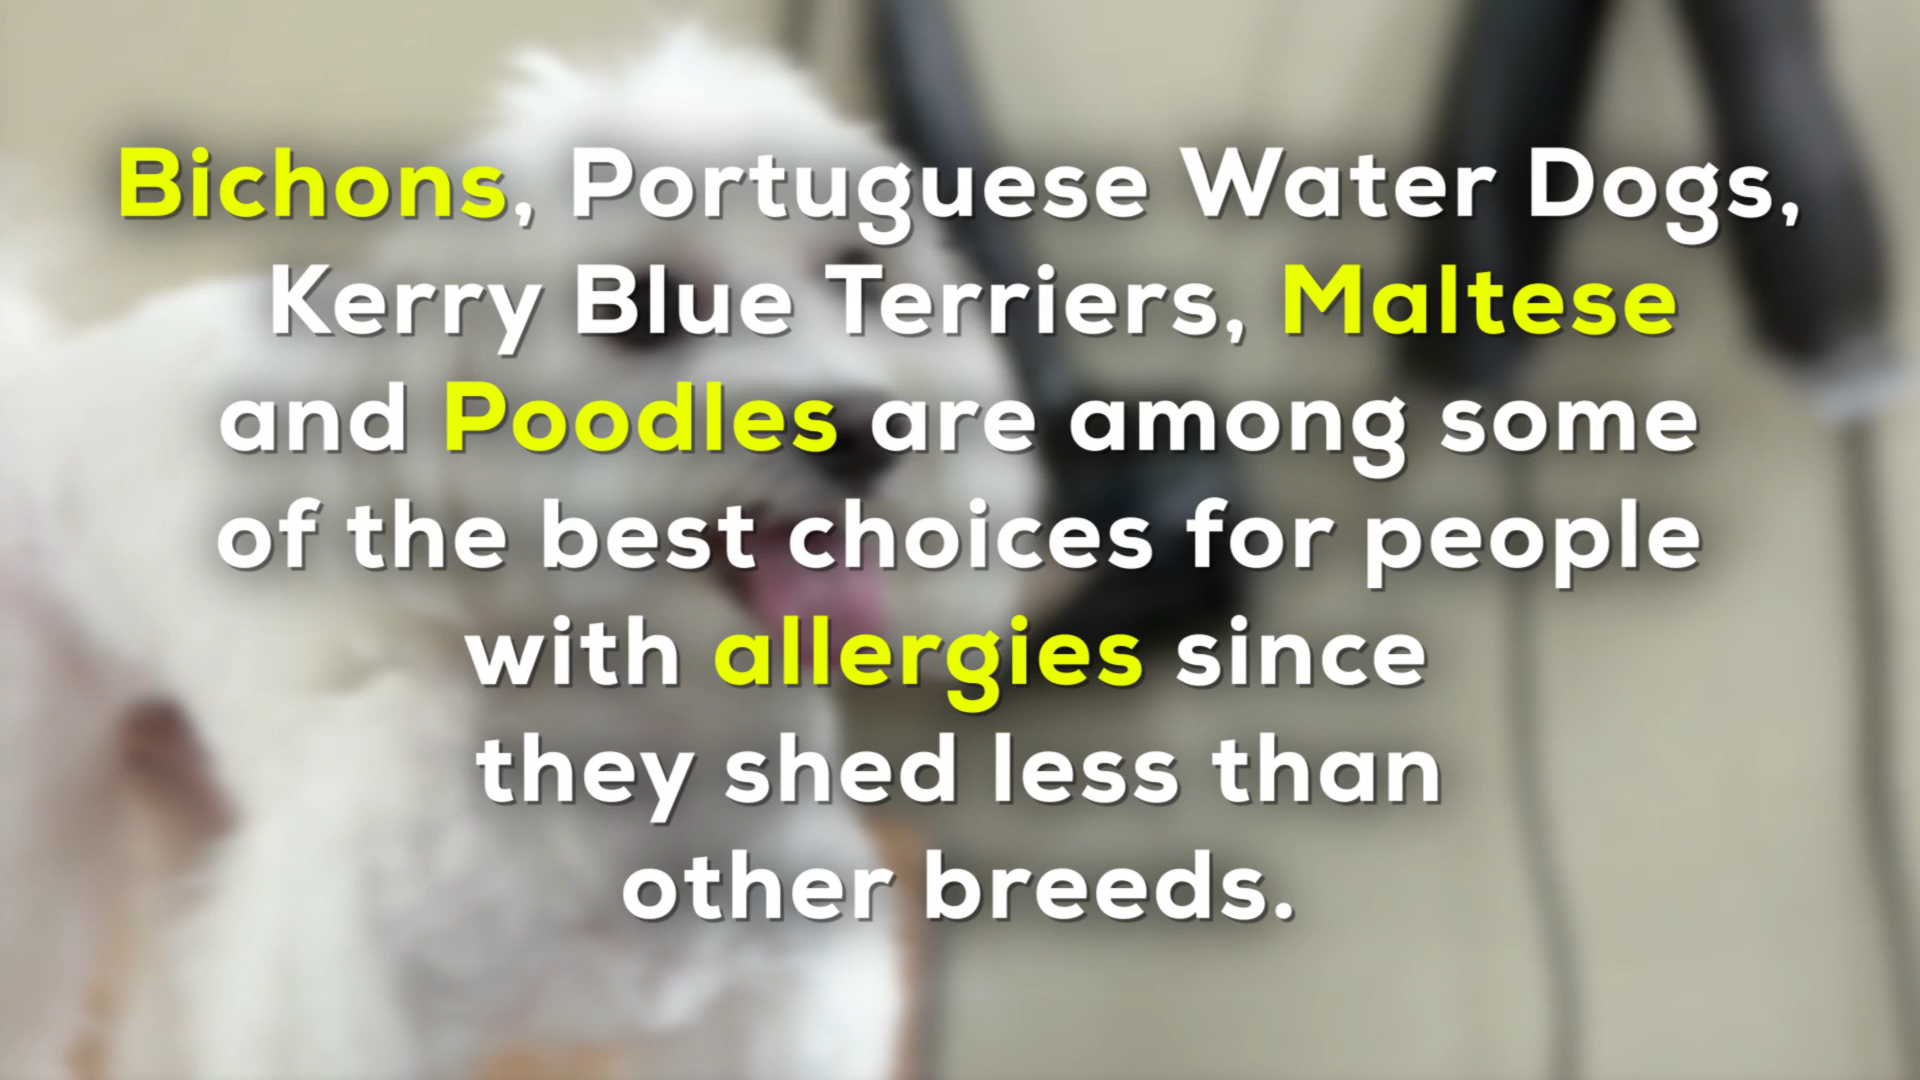 Bichons, Portuguese Water Dogs,
Kerry Blue Terriers, Maltese
and Poodles are among some
of the best choices for people
with allergies since
they shed less than
other breeds.